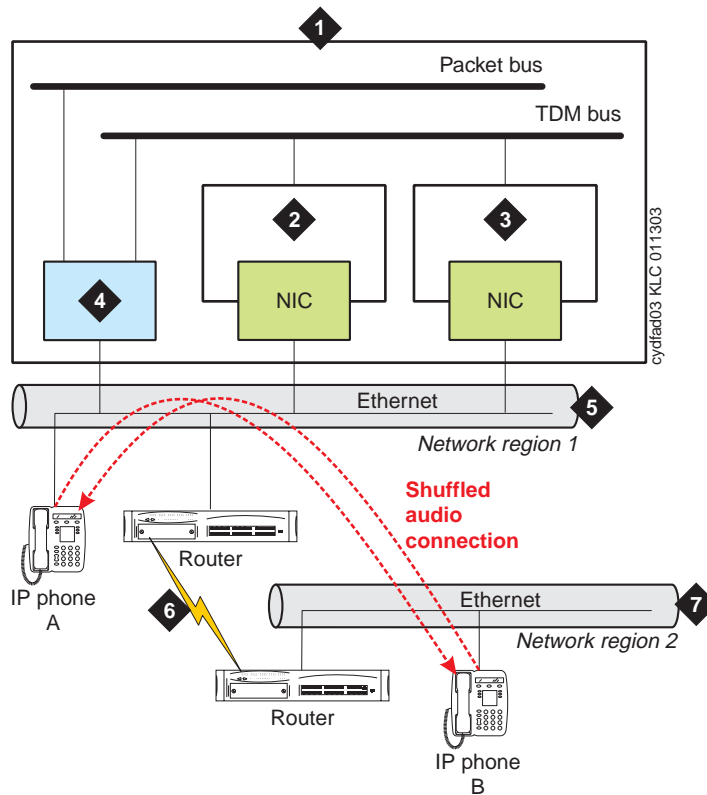 1
Packet bus
TDM bus
2
3
4
NIC
NIC
cydfad03 KLC 011303
Ethernet
5
Network region 1
Shuffled
audio
connection
Router
IP phone
A
6
Ethernet
7
Network region 2
Router
IP phone
B